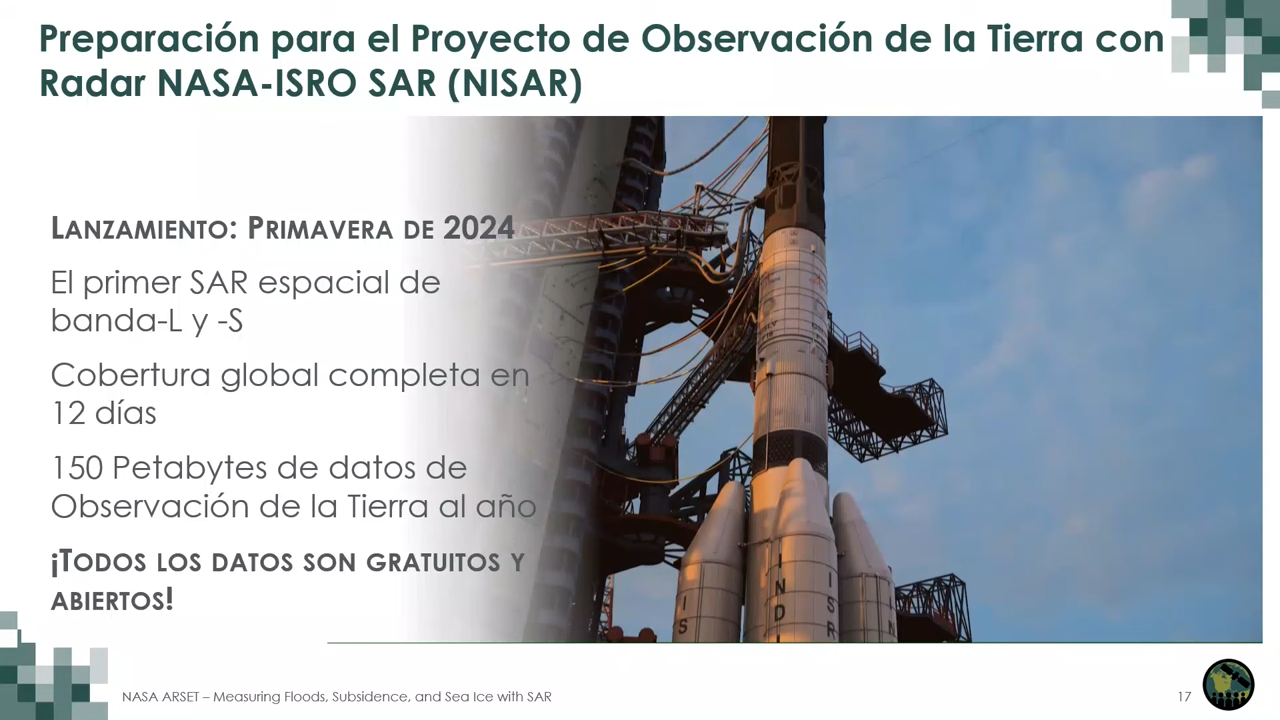 Preparación para el Proyecto de Observación de la Tierra con
Radar NASA-ISRO SAR (NISAR)
Lanzamiento: Primavera de 2024
El primer SAR espacial de
banda-L y -S
Cobertura global completa en
12 días
150 Petabytes de datos de
Observación de la Tierra al año
¡Todos los datos son gratuitos y
abiertos!
INDI
ISR
NASA ARSET – Measuring Floods, Subsidence, and Sea Ice with SAR
17